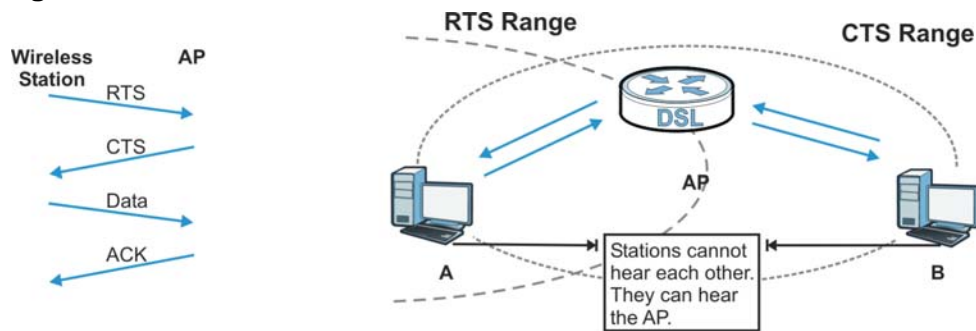 RTS Range
CTS Range
Wireless
Station
AP
RTS
CTS
Data
ACK
DSL
AP
A
B
Stations cannot
hear each other.
They can hear
the AP.